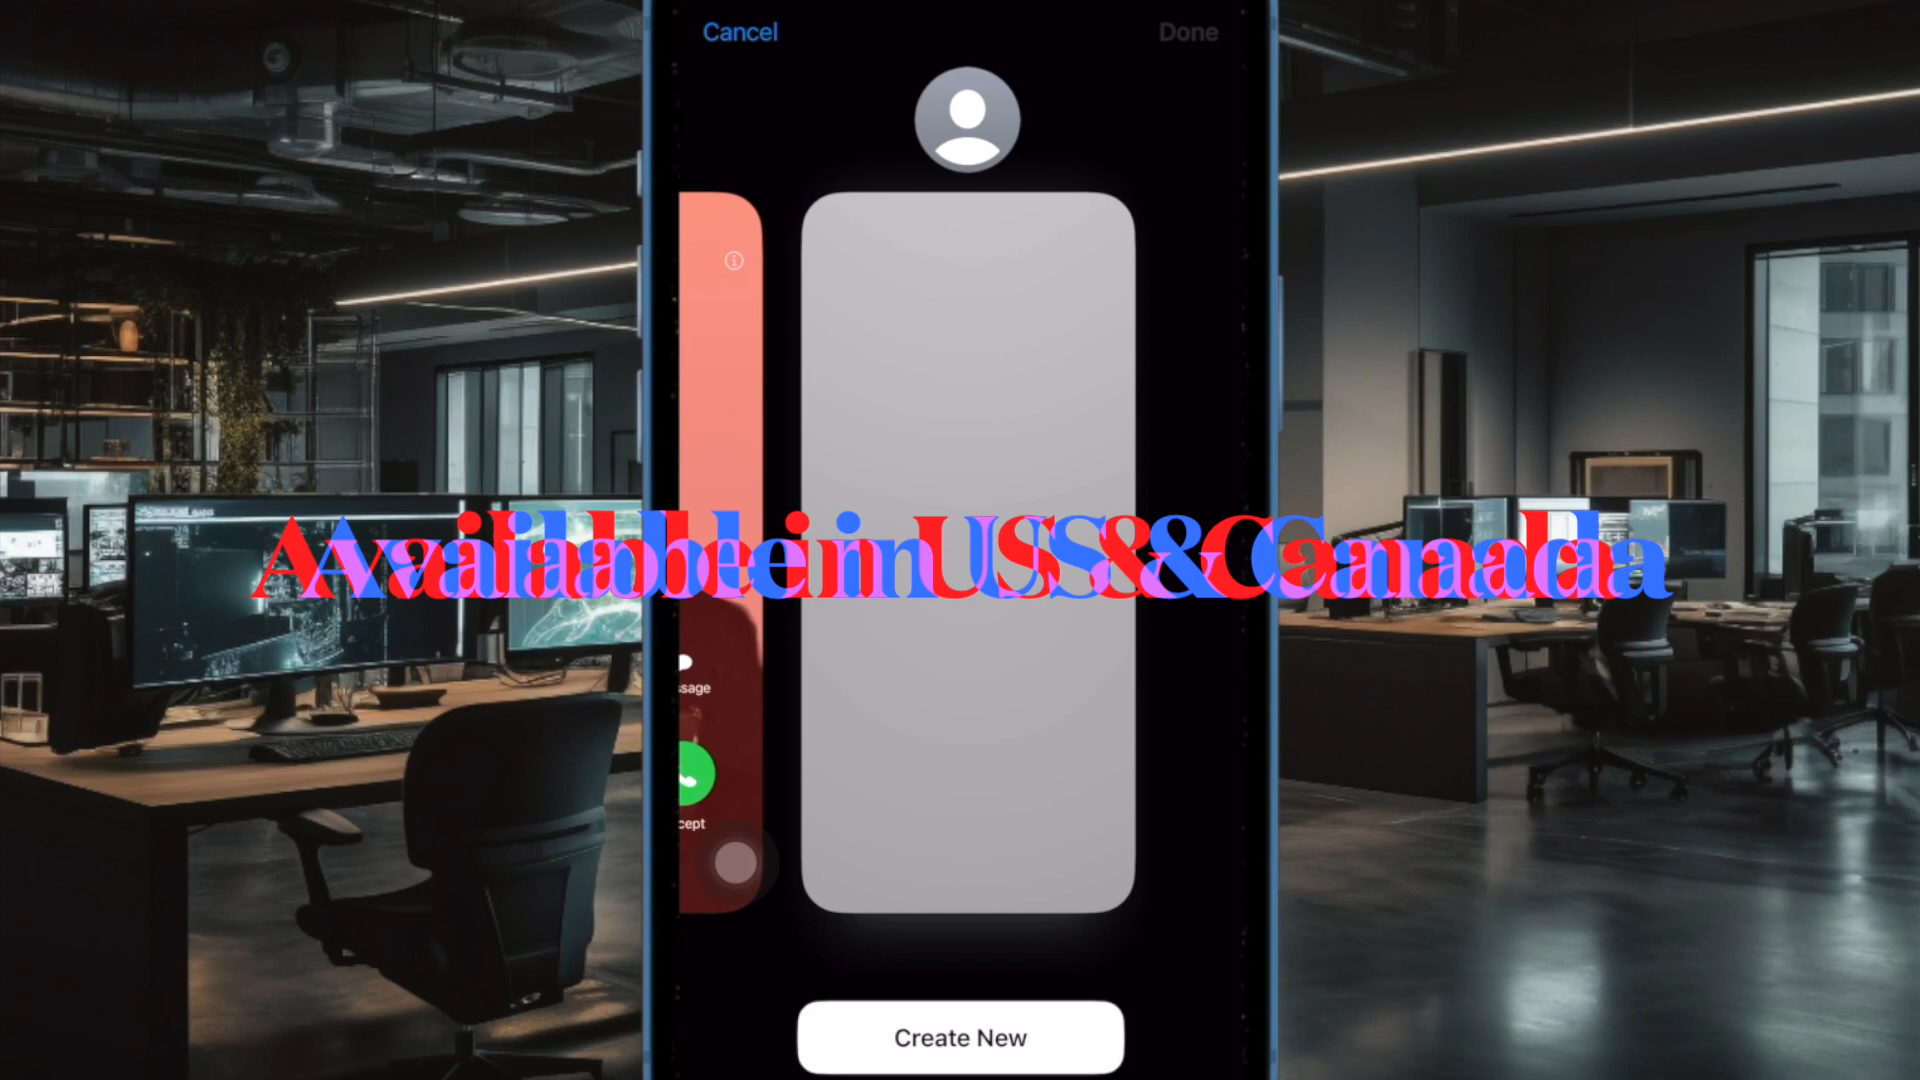 Cancel
Done
Available in US & Canada
ssage
cept
Create New